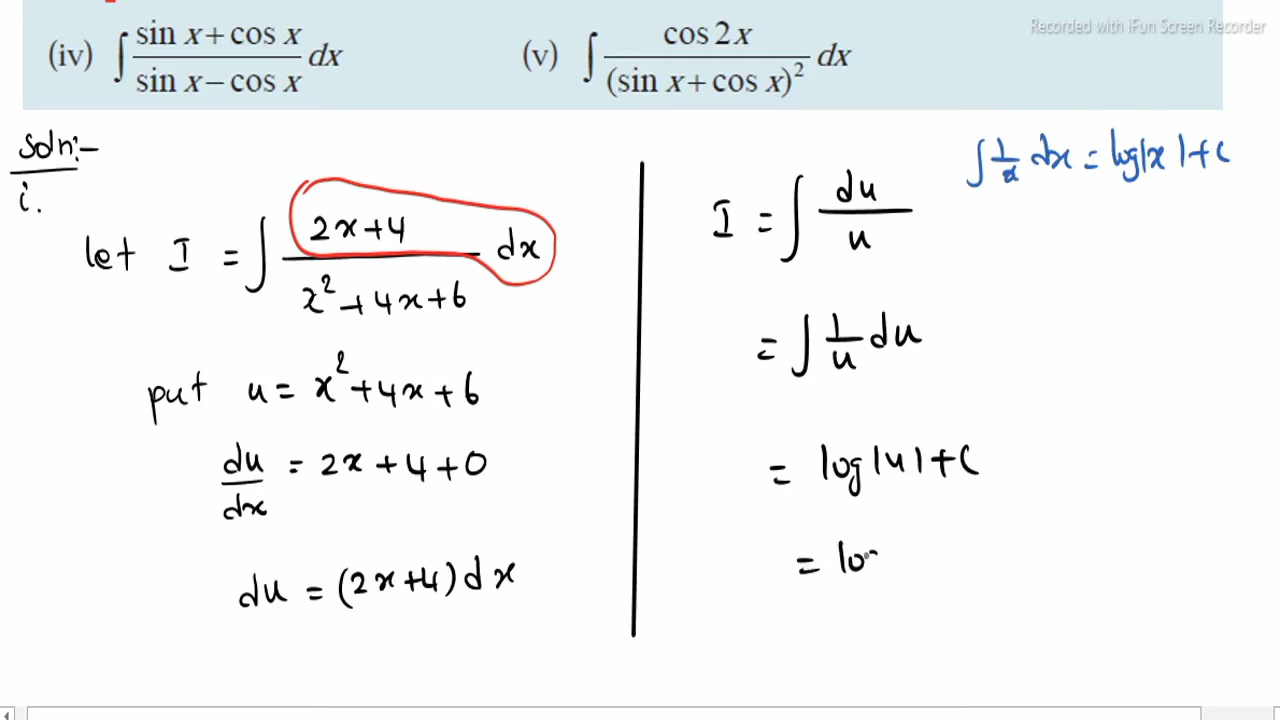 Recorded with iFun Screen Recorder
(iv) ∫ (sin x + cos x)/(sin x − cos x) dx
(v) ∫ cos 2x/(sin x + cos x)² dx
Soln:-
i.
let I = ∫ (2x+4)/(x²+4x+6) dx
put u = x²+4x+6
du/dx = 2x+4+0
du = (2x+4)dx
∫ 1/x dx = log|x|+c
I = ∫ du/u
= ∫ 1/u du
= log|u|+c
= lo